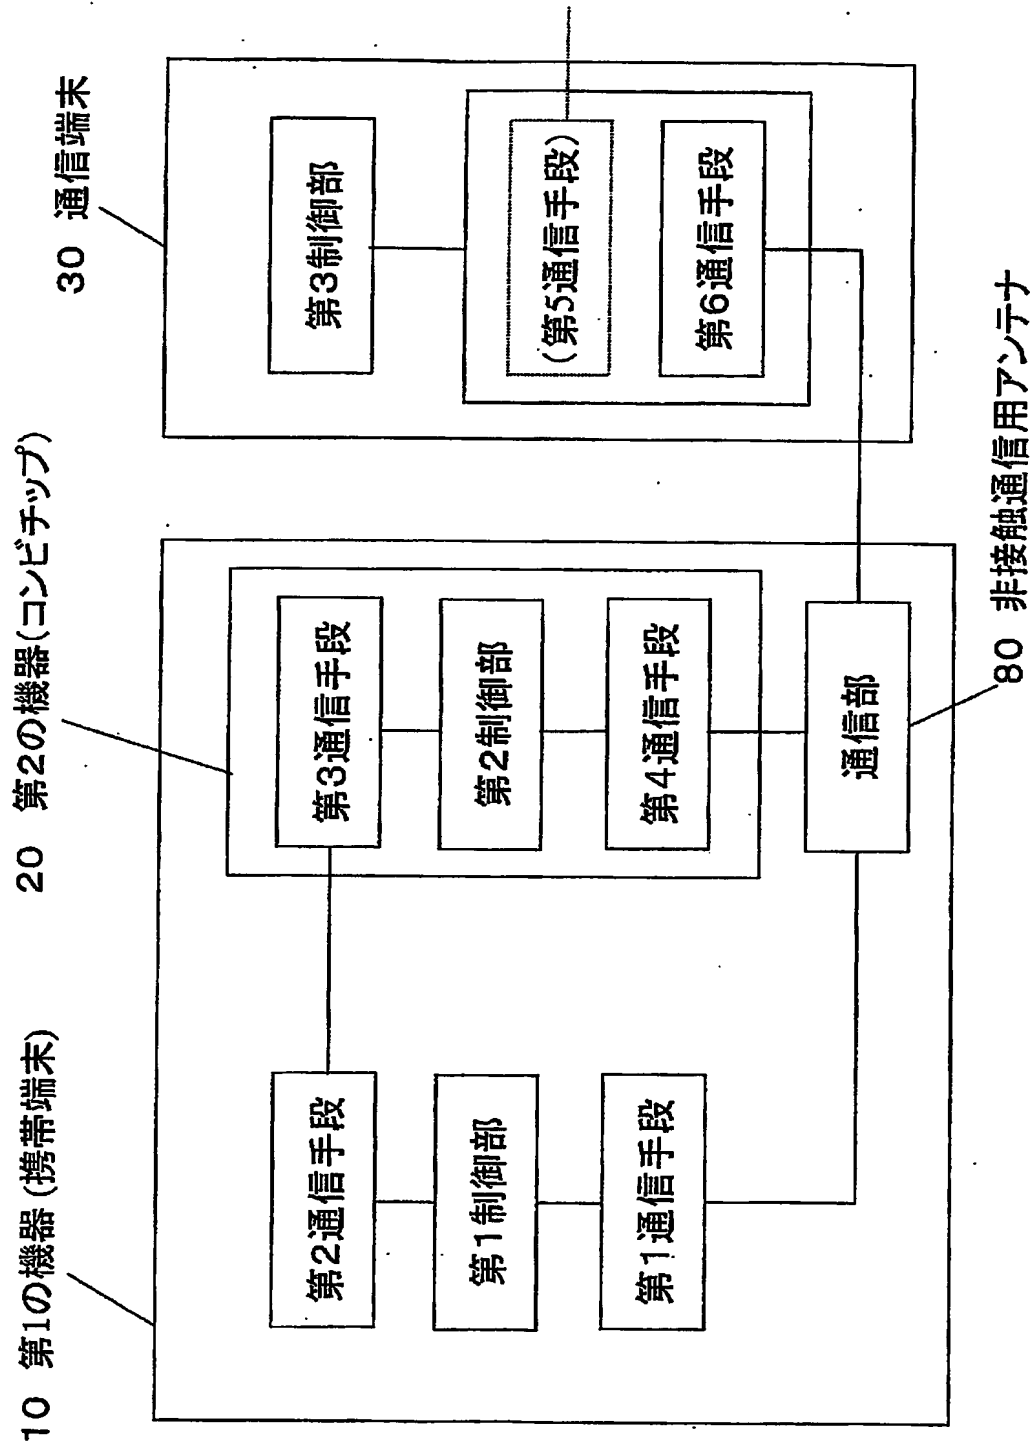 10 第1の機器(携帯端末)
20 第2の機器(コンビチップ)
30 通信端末
第2通信手段
第1制御部
第1通信手段
第3通信手段
第2制御部
第4通信手段
通信部
80 非接触通信用アンテナ
第3制御部
(第5通信手段)
第6通信手段